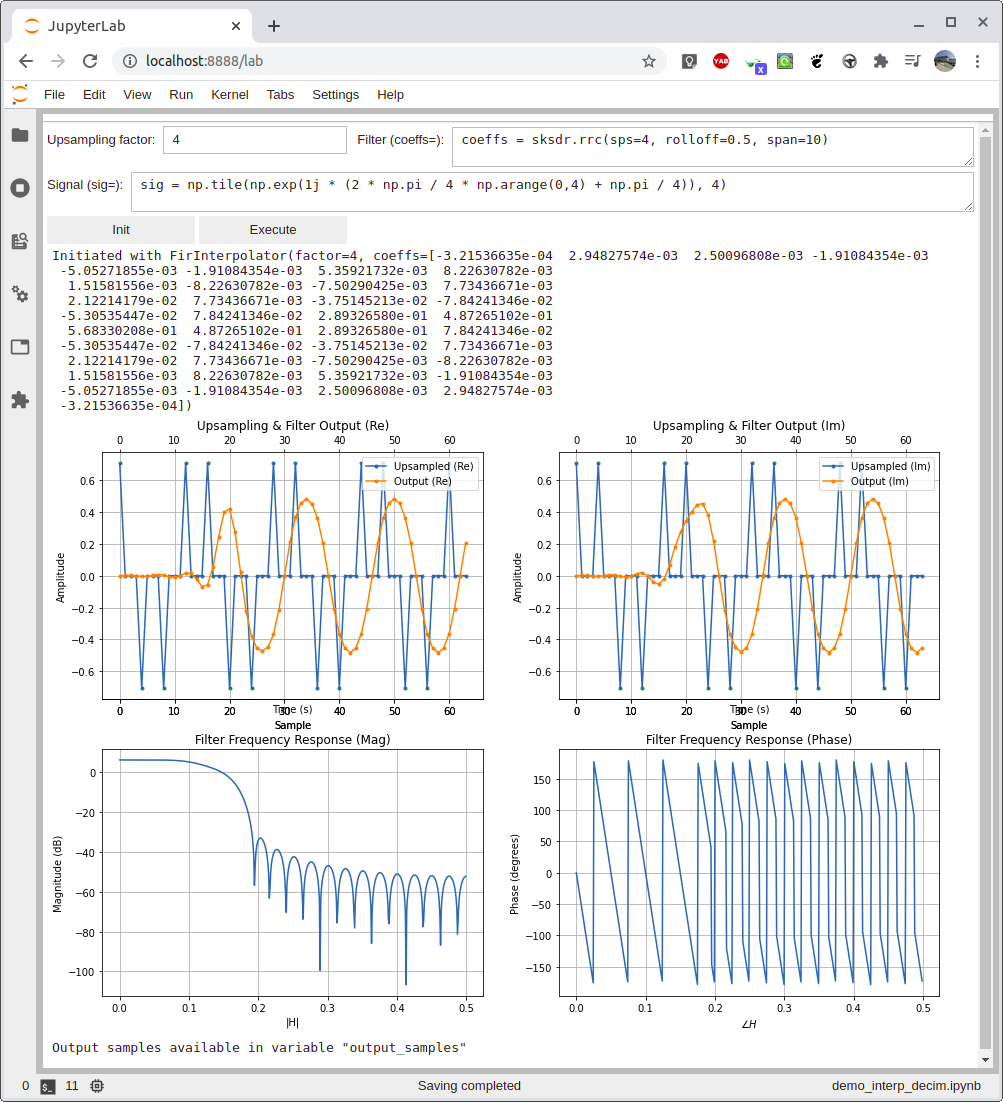 JupyterLab
localhost:8888/lab
YAB
X
File Edit View Run Kernel Tabs Settings Help
Upsampling factor: 4 Filter (coeffs=): coeffs = sksdr.rrc(sps=4, rolloff=0.5, span=10)
Signal (sig=): sig = np.tile(np.exp(1j * (2 * np.pi / 4 * np.arange(0,4) + np.pi / 4)), 4)
Init Execute
Initiated with FirInterpolator(factor=4, coeffs=[-3.21536635e-04 2.94827574e-03 2.50096808e-03 -1.91084354e-03
-5.05271855e-03 -1.91084354e-03 5.35921732e-03 8.22630782e-03
1.51581556e-03 -8.22630782e-03 -7.50290425e-03 7.73436671e-03
2.12214179e-02 7.73436671e-03 -3.75145213e-02 -7.84241346e-02
-5.30535447e-02 7.84241346e-02 2.89326580e-01 4.87265102e-01
5.68330208e-01 4.87265102e-01 2.89326580e-01 7.84241346e-02
-5.30535447e-02 -7.84241346e-02 -3.75145213e-02 7.73436671e-03
2.12214179e-02 7.73436671e-03 -7.50290425e-03 -8.22630782e-03
1.51581556e-03 8.22630782e-03 5.35921732e-03 -1.91084354e-03
-5.05271855e-03 -1.91084354e-03 2.50096808e-03 2.94827574e-03
-3.21536635e-04])
Upsampling & Filter Output (Re)
0 10 20 30 40 50 60
Upsampled (Re)
Output (Re)
0.6
0.4
0.2
0.0
−0.2
−0.4
−0.6
Amplitude
Time (s)
0 10 20 30 40 50 60
Sample
Upsampling & Filter Output (Im)
0 10 20 30 40 50 60
Upsampled (Im)
Output (Im)
0.6
0.4
0.2
0.0
−0.2
−0.4
−0.6
Amplitude
Time (s)
0 10 20 30 40 50 60
Sample
Filter Frequency Response (Mag)
0
−20
−40
−60
−80
−100
Magnitude (dB)
0.0 0.1 0.2 0.3 0.4 0.5
|H|
Filter Frequency Response (Phase)
150
100
50
0
−50
−100
−150
Phase (degrees)
0.0 0.1 0.2 0.3 0.4 0.5
∠H
Output samples available in variable "output_samples"
0 $_ 11 Saving completed demo_interp_decim.ipynb